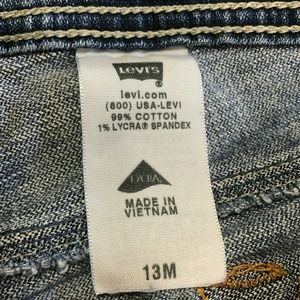 LEVI'S
levi.com
(800) USA-LEVI
99% COTTON
1% LYCRA® SPANDEX
LYCRA
MADE IN
VIETNAM
13M